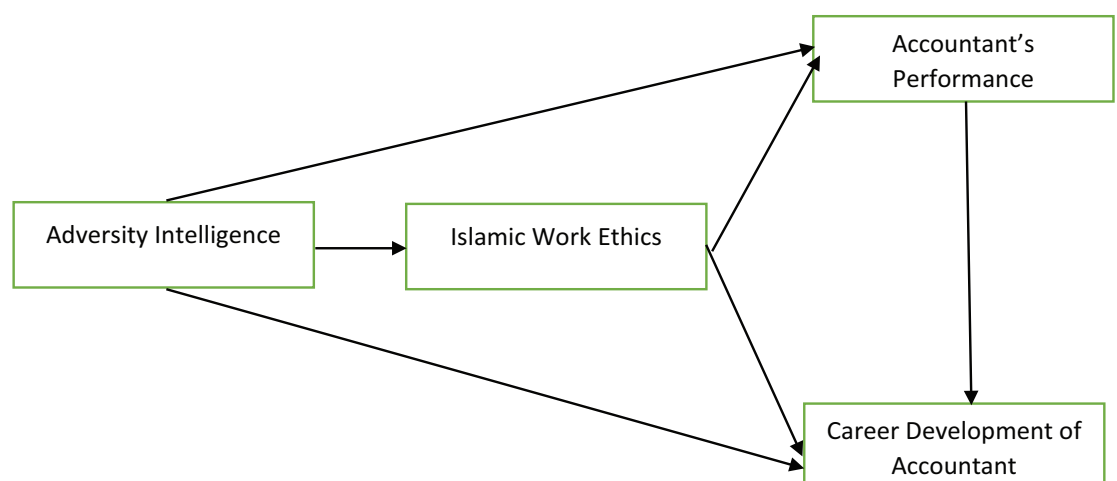 Accountant’s
Performance
Adversity Intelligence
Islamic Work Ethics
Career Development of
Accountant